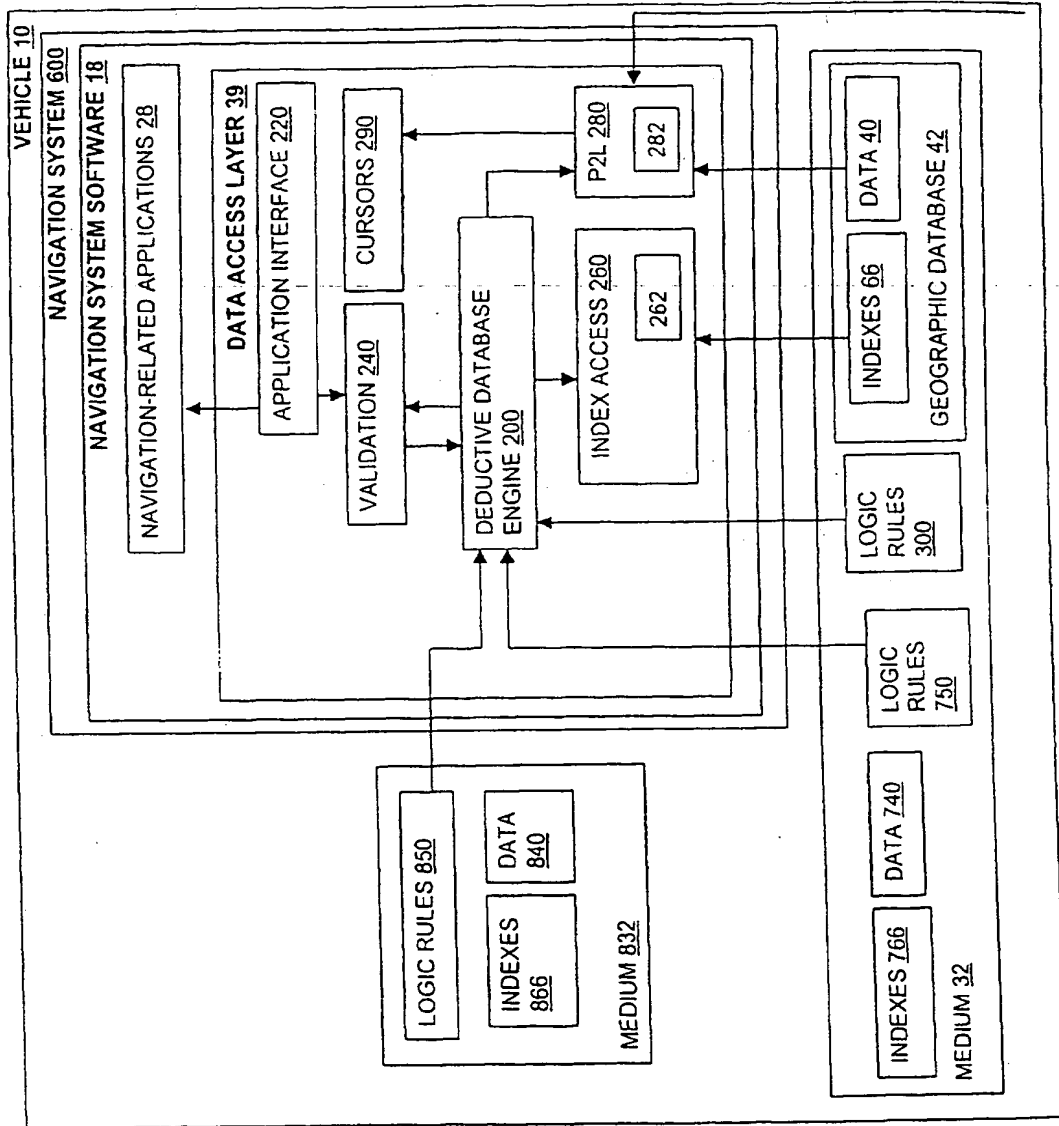 VEHICLE 10
NAVIGATION SYSTEM 600
NAVIGATION SYSTEM SOFTWARE 18
NAVIGATION-RELATED APPLICATIONS 28
DATA ACCESS LAYER 39
APPLICATION INTERFACE 220
VALIDATION 240
CURSORS 290
DEDUCTIVE DATABASE
ENGINE 200
P2L 280
282
INDEX ACCESS 260
262
LOGIC RULES 850
INDEXES
866
DATA
840
MEDIUM 832
INDEXES 766
DATA 740
LOGIC
RULES
750
LOGIC
RULES
300
INDEXES 66
DATA 40
GEOGRAPHIC DATABASE 42
MEDIUM 32